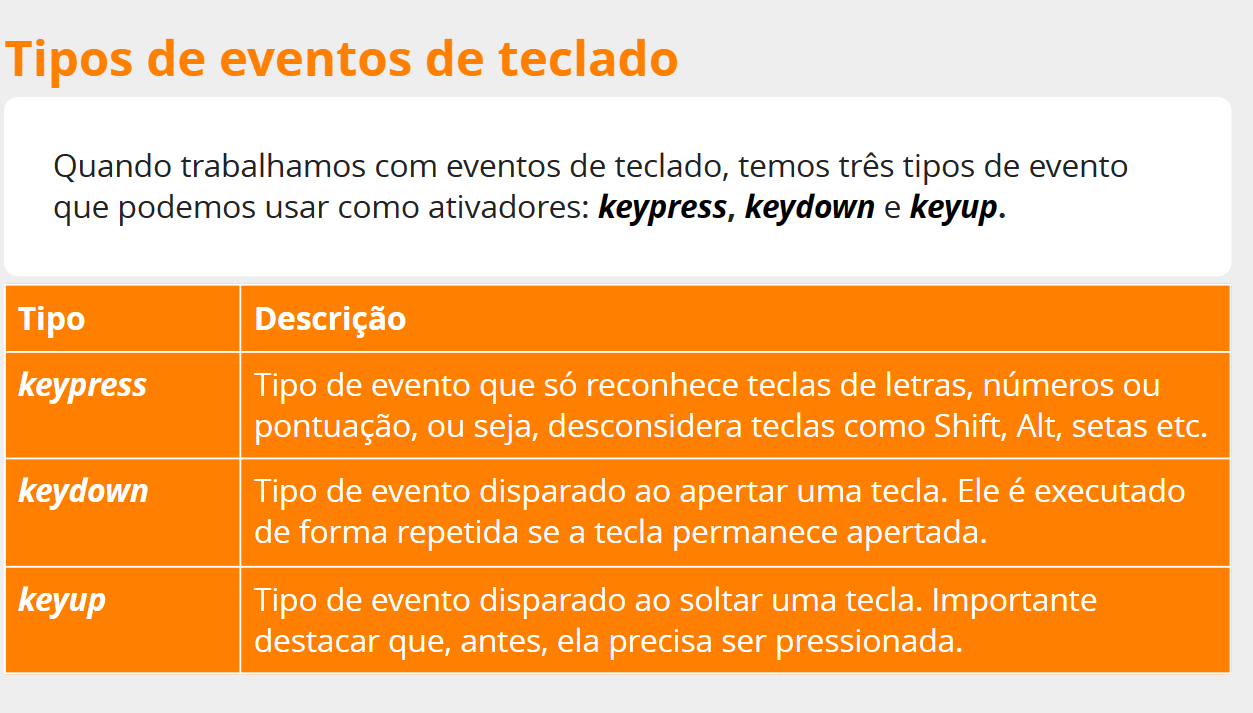 Tipos de eventos de teclado
Quando trabalhamos com eventos de teclado, temos três tipos de evento
que podemos usar como ativadores: keypress, keydown e keyup.
Tipo
Descrição
keypress
Tipo de evento que só reconhece teclas de letras, números ou
pontuação, ou seja, desconsidera teclas como Shift, Alt, setas etc.
keydown
Tipo de evento disparado ao apertar uma tecla. Ele é executado
de forma repetida se a tecla permanece apertada.
keyup
Tipo de evento disparado ao soltar uma tecla. Importante
destacar que, antes, ela precisa ser pressionada.